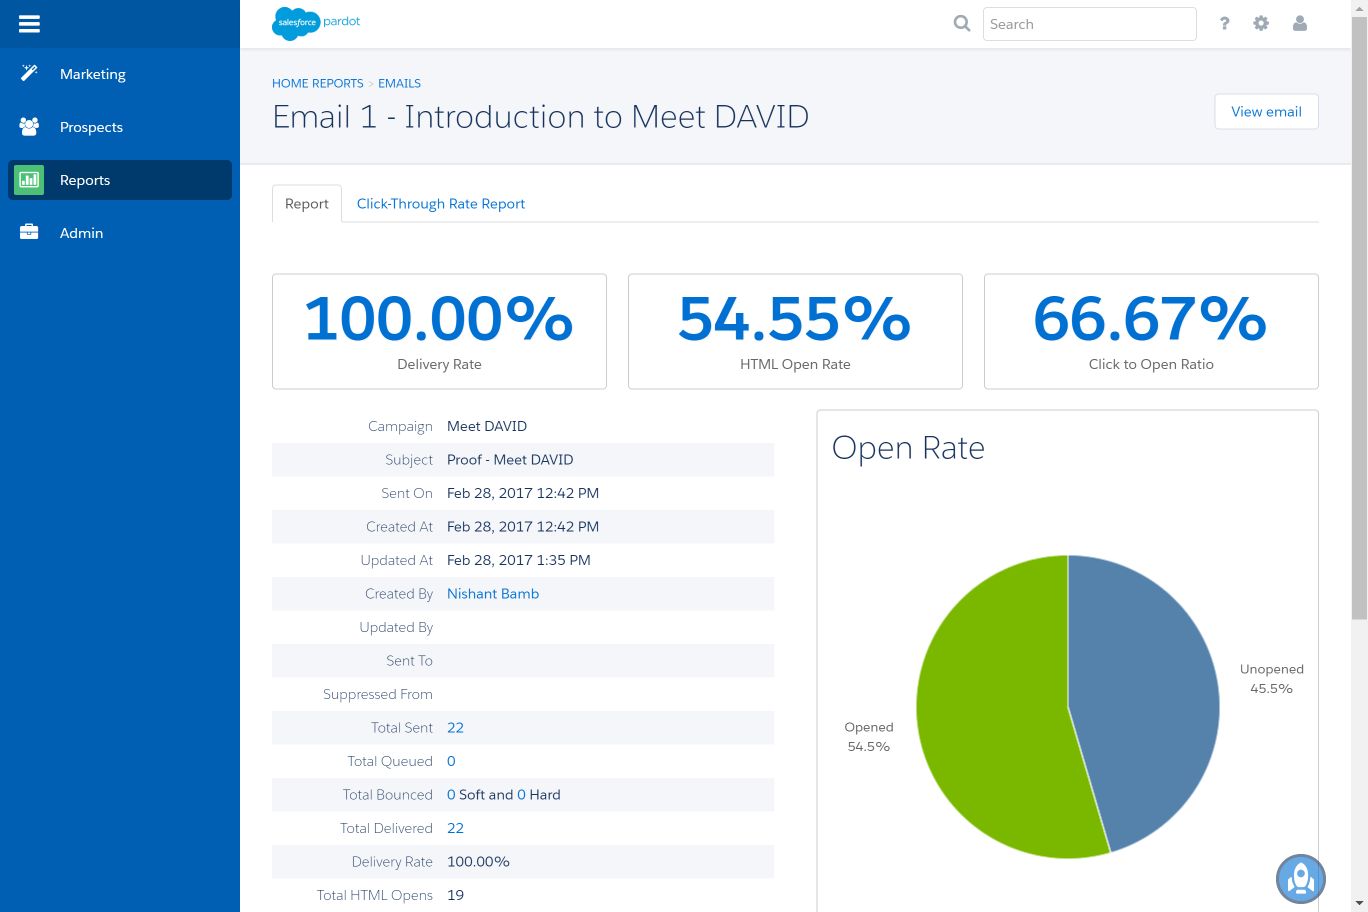 salesforce pardot
Search
?
Marketing
Prospects
Reports
Admin
HOME REPORTS > EMAILS
Email 1 - Introduction to Meet DAVID
View email
Report
Click-Through Rate Report
100.00%
Delivery Rate
54.55%
HTML Open Rate
66.67%
Click to Open Ratio
Campaign Meet DAVID
Subject Proof - Meet DAVID
Sent On Feb 28, 2017 12:42 PM
Created At Feb 28, 2017 12:42 PM
Updated At Feb 28, 2017 1:35 PM
Created By Nishant Bamb
Updated By
Sent To
Suppressed From
Total Sent 22
Total Queued 0
Total Bounced 0 Soft and 0 Hard
Total Delivered 22
Delivery Rate 100.00%
Total HTML Opens 19
Open Rate
Unopened
45.5%
Opened
54.5%